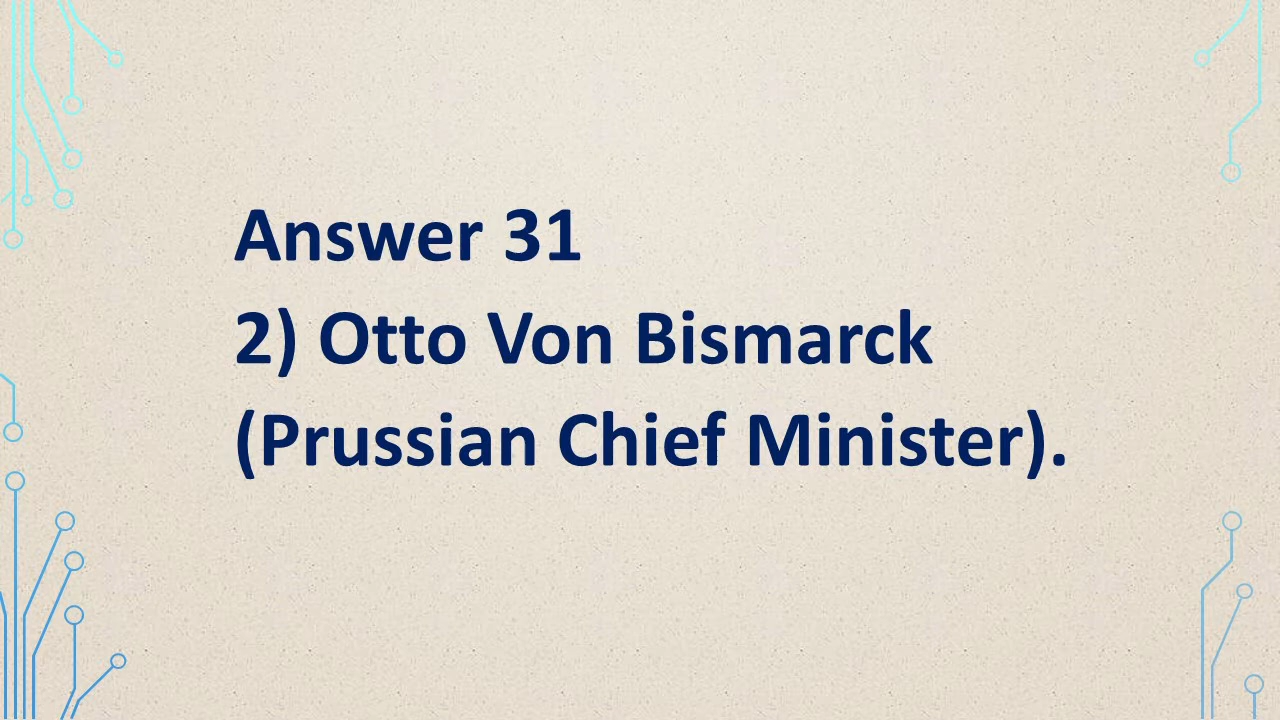 Answer 31
2) Otto Von Bismarck
(Prussian Chief Minister).